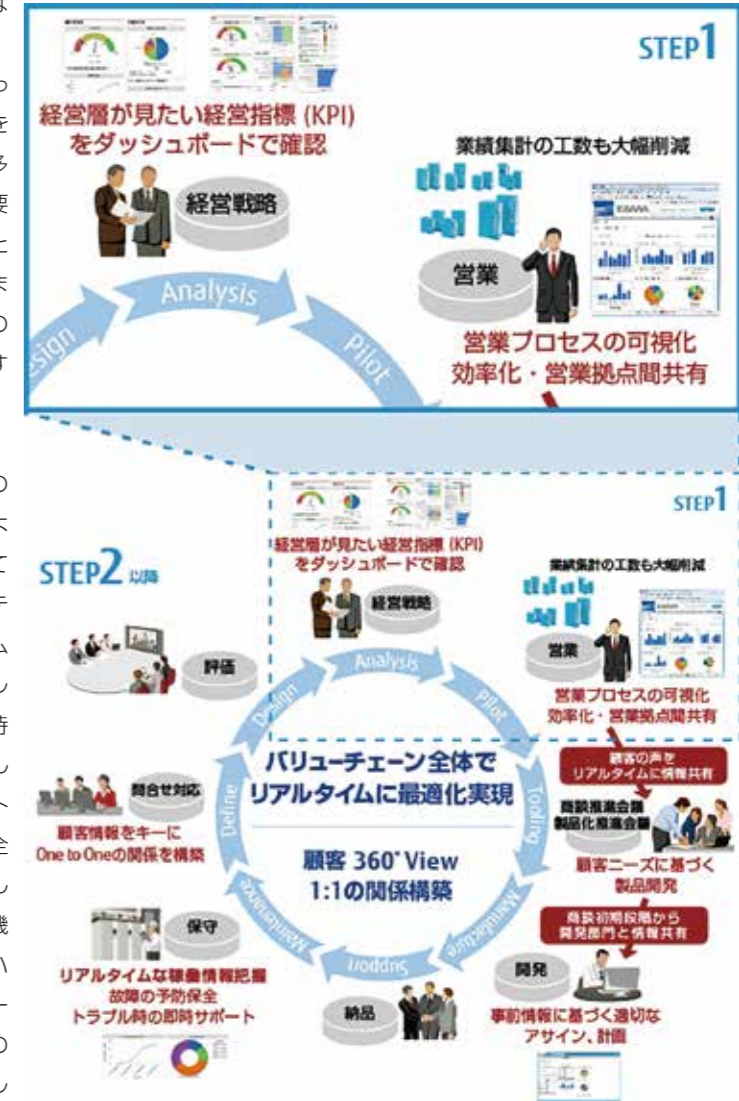 STEP1
経営層が見たい経営指標 (KPI)
をダッシュボードで確認
経営戦略
業績集計の工数も大幅削減
EBARA
営業
営業プロセスの可視化
効率化・営業拠点間共有
Design
Analysis
Pilot
STEP1
経営層が見たい経営指標 (KPI)
をダッシュボードで確認
経営戦略
業績集計の工数も大幅削減
営業
営業プロセスの可視化
効率化・営業拠点間共有
STEP2 以降
評価
Design
Analysis
Pilot
Tooling
Manufacture
Support
Maintenance
Define
バリューチェーン全体で
リアルタイムに最適化実現
顧客 360°View
1:1の関係構築
顧客の声を
リアルタイムに情報共有
商談推進会議
製品化推進会議
顧客ニーズに基づく
製品開発
商談初期段階から
開発部門と情報共有
開発
事前情報に基づく適切な
アサイン、計画
納品
保守
リアルタイムな稼働情報把握
故障の予防保全
トラブル時の即時サポート
問合せ対応
顧客情報をキーに
One to Oneの関係を構築